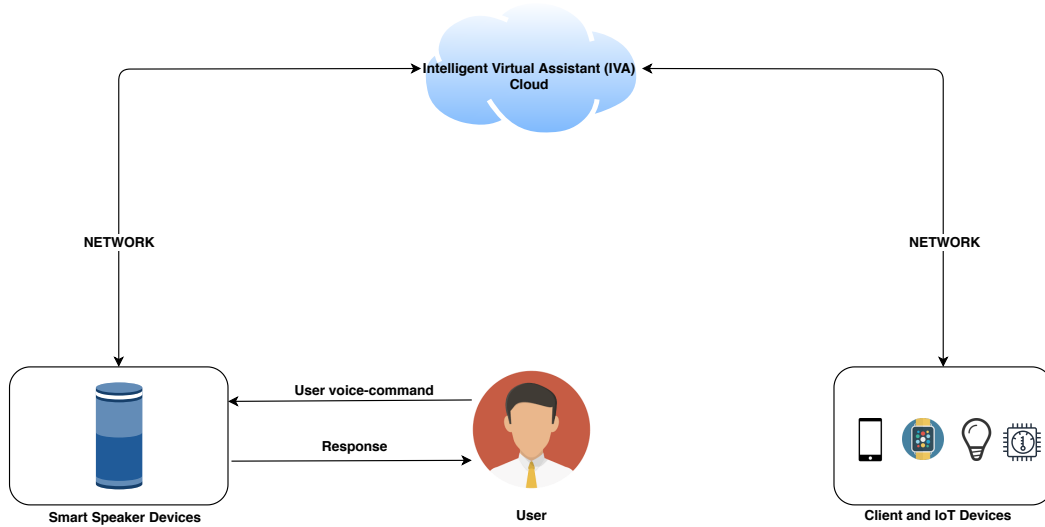 Intelligent Virtual Assistant (IVA)
Cloud
NETWORK
NETWORK
User voice-command
Response
Smart Speaker Devices
User
Client and IoT Devices